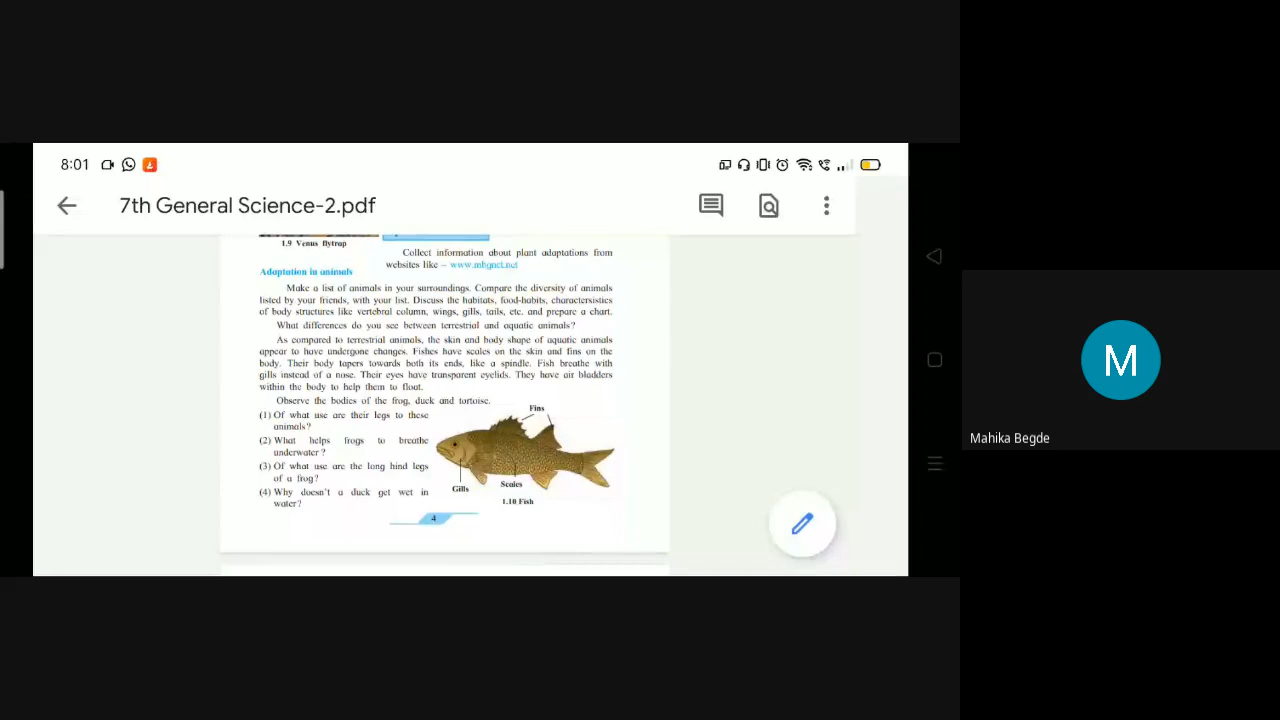 8:01
7th General Science-2.pdf
1.9 Venus flytrap
Collect information about plant adaptations from
websites like – www.mhgnct.net
Adaptation in animals
Make a list of animals in your surroundings. Compare the diversity of animals
listed by your friends, with your list. Discuss the habitats, food-habits, charactersistics
of body structures like vertebral column, wings, gills, tails, etc. and prepare a chart.
What differences do you see between terrestrial and aquatic animals?
As compared to terrestrial animals, the skin and body shape of aquatic animals
appear to have undergone changes. Fishes have scales on the skin and fins on the
body. Their body tapers towards both its ends, like a spindle. Fish breathe with
gills instead of a nose. Their eyes have transparent eyelids. They have air bladders
within the body to help them to float.
Observe the bodies of the frog, duck and tortoise.
(1) Of what use are their legs to these
animals?
(2) What helps frogs to breathe
underwater ?
(3) Of what use are the long hind legs
of a frog?
(4) Why doesn't a duck get wet in
water?
Fins
Gills
Scales
1.10 Fish
4
M
Mahika Begde